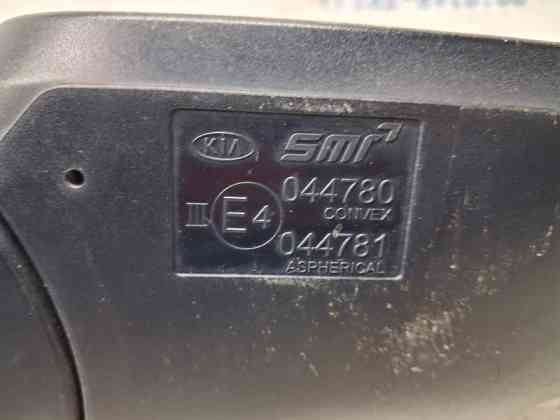 KIA SMR
044780
CONVEX
III E4
044781
ASPHERICAL